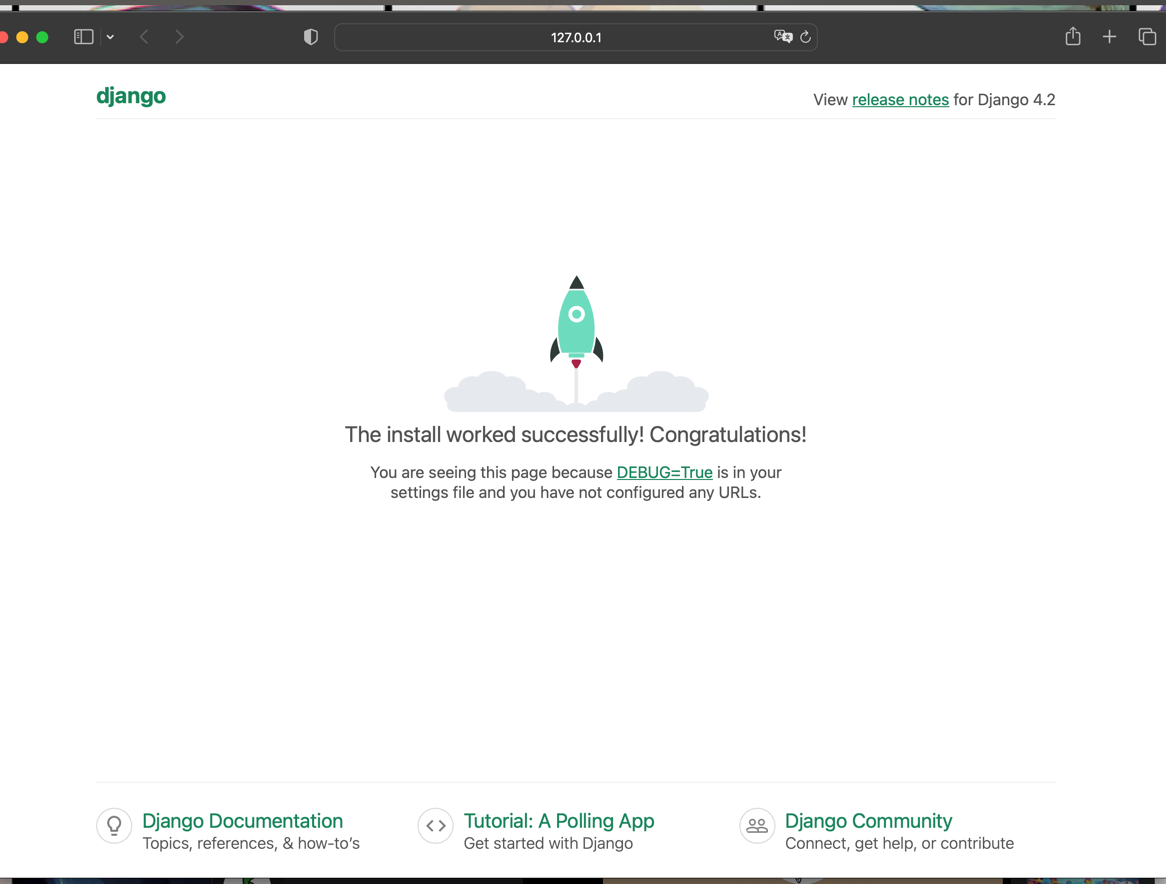 127.0.0.1
django
View release notes for Django 4.2
The install worked successfully! Congratulations!
You are seeing this page because DEBUG=True is in your
settings file and you have not configured any URLs.
Django Documentation
Topics, references, & how-to’s
Tutorial: A Polling App
Get started with Django
Django Community
Connect, get help, or contribute